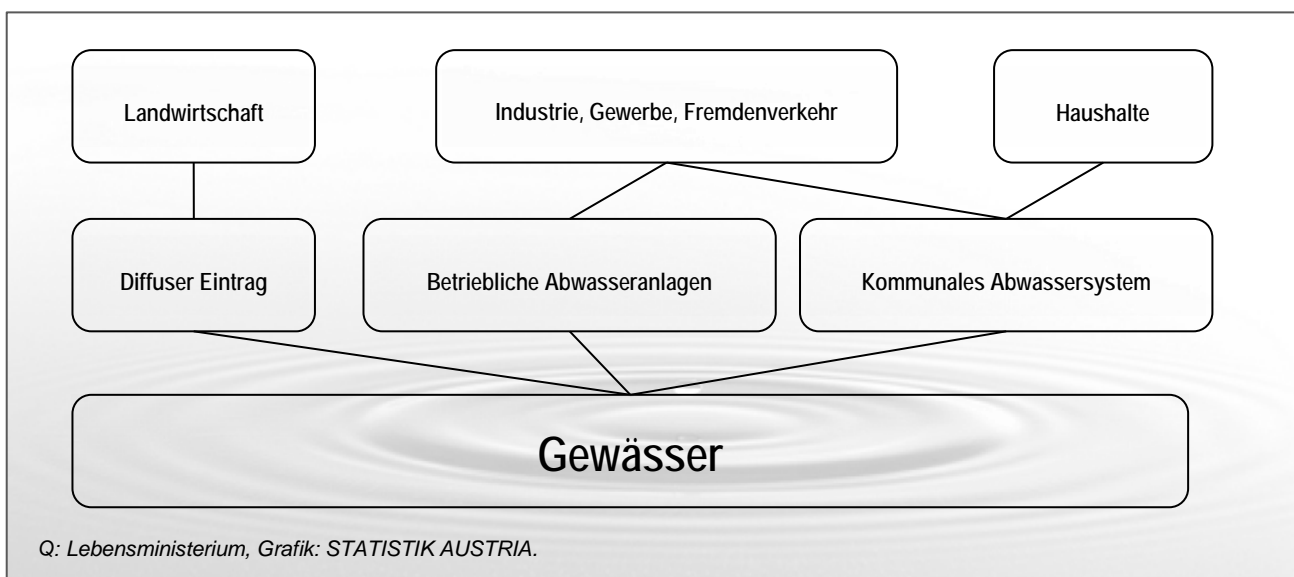 Landwirtschaft
Industrie, Gewerbe, Fremdenverkehr
Haushalte
Diffuser Eintrag
Betriebliche Abwasseranlagen
Kommunales Abwassersystem
Gewässer
Q: Lebensministerium, Grafik: STATISTIK AUSTRIA.